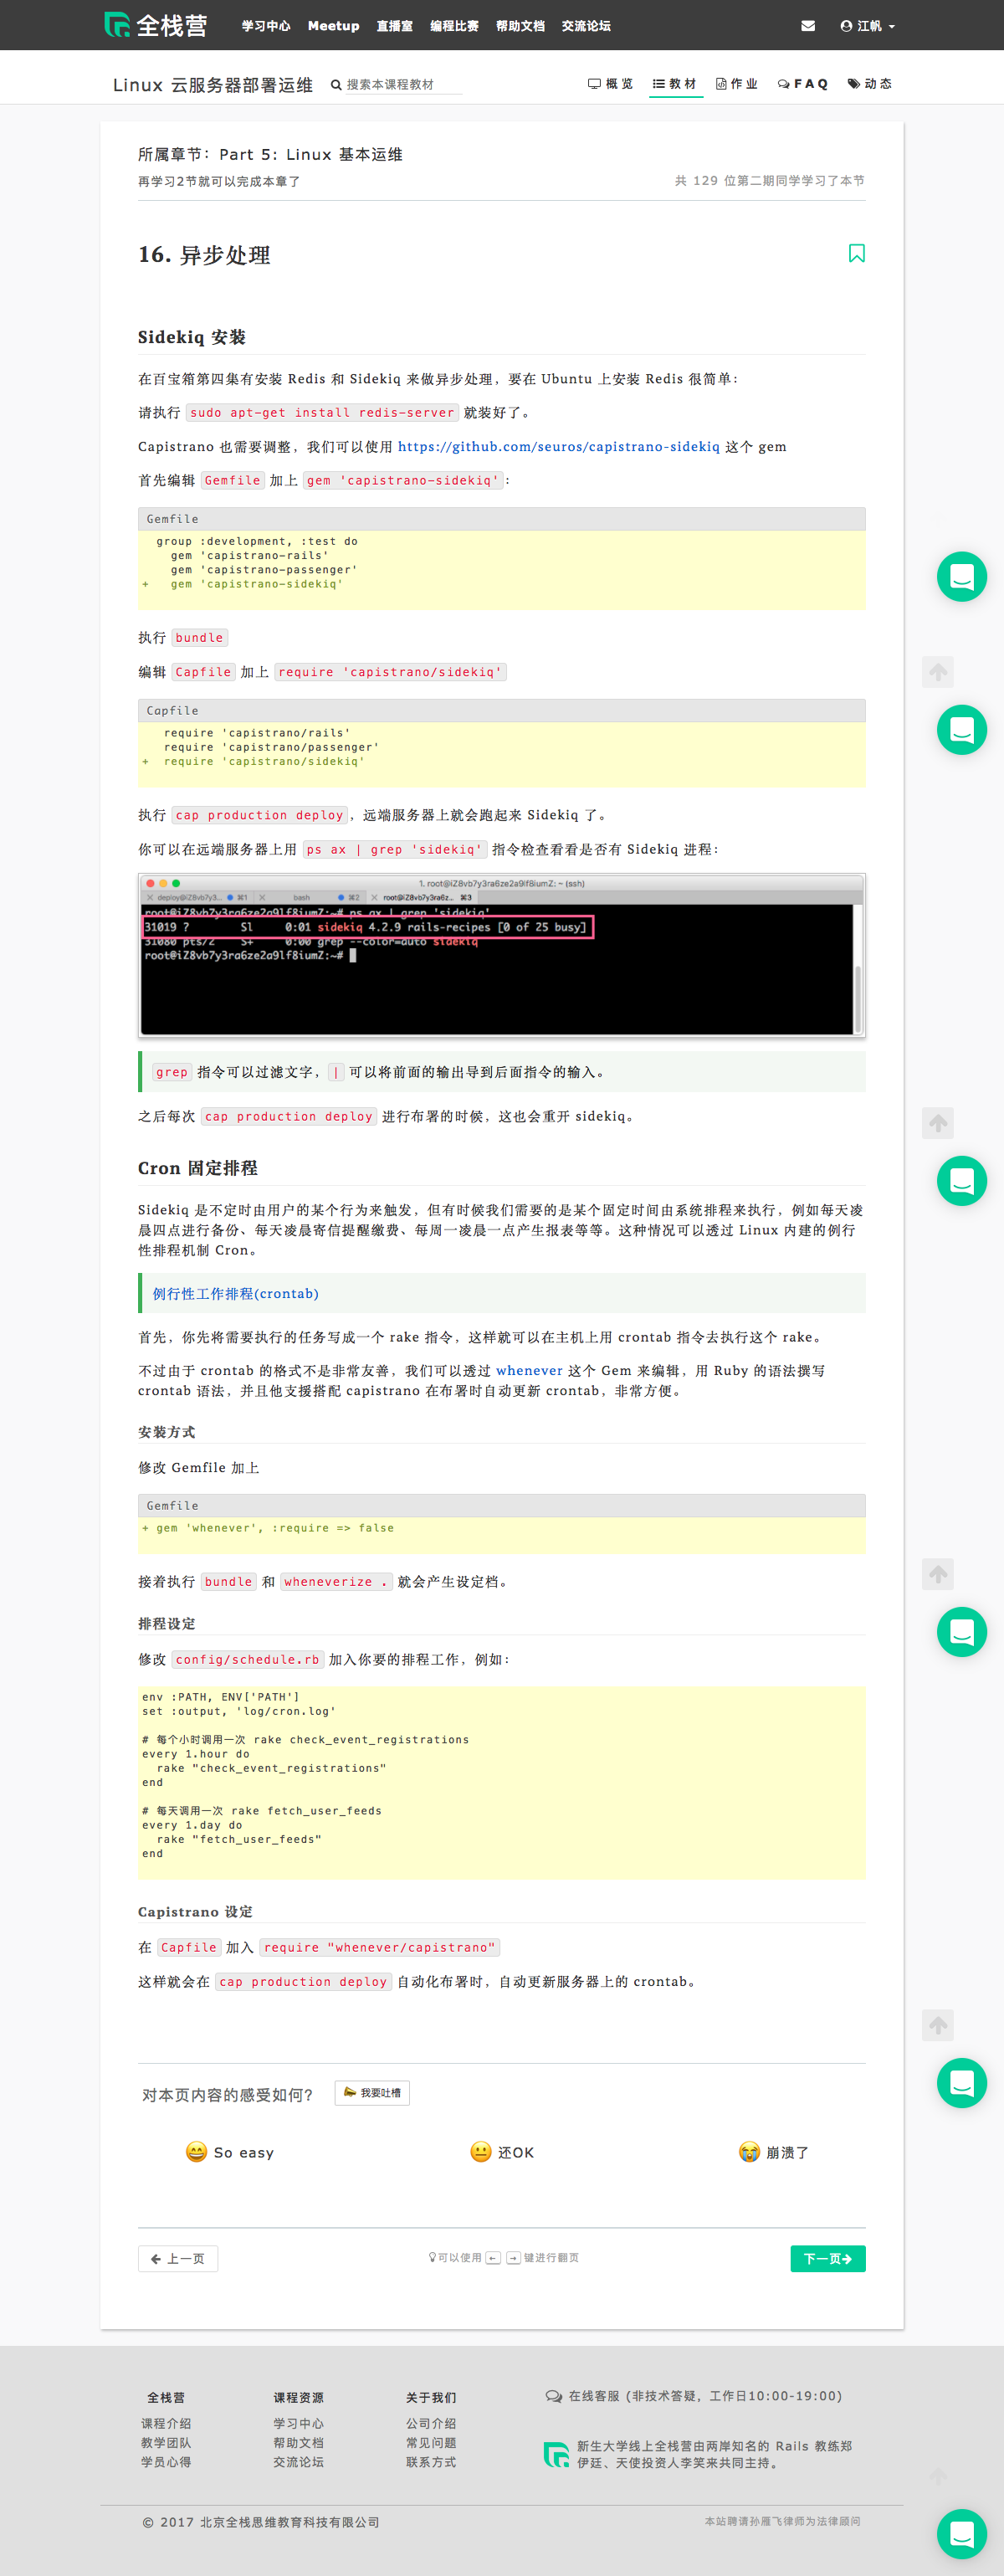 全栈营 学习中心 Meetup 直播室 编程比赛 帮助文档 交流论坛 江帆
Linux 云服务器部署运维 搜索本课程教材 概览 教材 作业 FAQ 动态
所属章节：Part 5: Linux 基本运维
再学习2节就可以完成本章了 共 129 位第二期同学学习了本节
16. 异步处理
Sidekiq 安装
在百宝箱第四集有安装 Redis 和 Sidekiq 来做异步处理，要在 Ubuntu 上安装 Redis 很简单：
请执行 sudo apt-get install redis-server 就装好了。
Capistrano 也需要调整，我们可以使用 https://github.com/seuros/capistrano-sidekiq 这个 gem
首先编辑 Gemfile 加上 gem 'capistrano-sidekiq'：
Gemfile
group :development, :test do
gem 'capistrano-rails'
gem 'capistrano-passenger'
+ gem 'capistrano-sidekiq'
执行 bundle
编辑 Capfile 加上 require 'capistrano/sidekiq'
Capfile
require 'capistrano/rails'
require 'capistrano/passenger'
+ require 'capistrano/sidekiq'
执行 cap production deploy，远端服务器上就会跑起来 Sidekiq 了。
你可以在远端服务器上用 ps ax | grep 'sidekiq' 指令检查看看是否有 Sidekiq 进程：
1. root@iZ8vb7y3ra6ze2a9lf8iumZ: ~ (ssh)
deploy@iZ8vb7y3... ⌘1 bash ⌘2 root@iZ8vb7y3ra6z... ⌘3
root@iZ8vb7y3ra6ze2a9lf8iumZ:~# ps ax | grep 'sidekiq'
31019 ? Sl 0:01 sidekiq 4.2.9 rails-recipes [0 of 25 busy]
31080 pts/2 S+ 0:00 grep --color=auto sidekiq
root@iZ8vb7y3ra6ze2a9lf8iumZ:~#
grep 指令可以过滤文字，| 可以将前面的输出导到后面指令的输入。
之后每次 cap production deploy 进行布署的时候，这也会重开 sidekiq。
Cron 固定排程
Sidekiq 是不定时由用户的某个行为来触发，但有时候我们需要的是某个固定时间由系统排程来执行，例如每天凌
晨四点进行备份、每天凌晨寄信提醒缴费、每周一凌晨一点产生报表等等。这种情况可以透过 Linux 内建的例行
性排程机制 Cron。
例行性工作排程(crontab)
首先，你先将需要执行的任务写成一个 rake 指令，这样就可以在主机上用 crontab 指令去执行这个 rake。
不过由于 crontab 的格式不是非常友善，我们可以透过 whenever 这个 Gem 来编辑，用 Ruby 的语法撰写
crontab 语法，并且他支援搭配 capistrano 在布署时自动更新 crontab，非常方便。
安装方式
修改 Gemfile 加上
Gemfile
+ gem 'whenever', :require => false
接着执行 bundle 和 wheneverize . 就会产生设定档。
排程设定
修改 config/schedule.rb 加入你要的排程工作，例如：
env :PATH, ENV['PATH']
set :output, 'log/cron.log'
# 每个小时调用一次 rake check_event_registrations
every 1.hour do
rake "check_event_registrations"
end
# 每天调用一次 rake fetch_user_feeds
every 1.day do
rake "fetch_user_feeds"
end
Capistrano 设定
在 Capfile 加入 require "whenever/capistrano"
这样就会在 cap production deploy 自动化布署时，自动更新服务器上的 crontab。
对本页内容的感受如何？ 我要吐槽
So easy 还OK 崩溃了
← 上一页 可以使用 ← → 键进行翻页 下一页→
全栈营 课程资源 关于我们 在线客服 (非技术答疑，工作日10:00-19:00)
课程介绍 学习中心 公司介绍
教学团队 帮助文档 常见问题
学员心得 交流论坛 联系方式
新生大学线上全栈营由两岸知名的 Rails 教练郑
伊廷、天使投资人李笑来共同主持。
© 2017 北京全栈思维教育科技有限公司 本站聘请孙雁飞律师为法律顾问